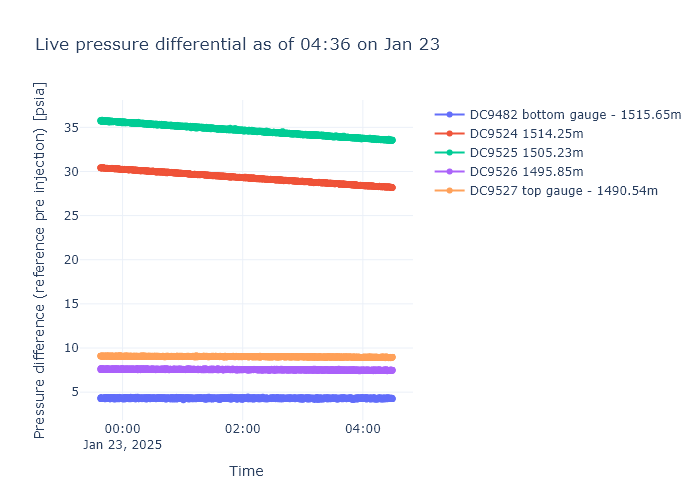 Live pressure differential as of 04:36 on Jan 23
Pressure difference (reference pre injection) [psia]
35
30
25
20
15
10
5
00:00
Jan 23, 2025
02:00
04:00
Time
DC9482 bottom gauge - 1515.65m
DC9524 1514.25m
DC9525 1505.23m
DC9526 1495.85m
DC9527 top gauge - 1490.54m